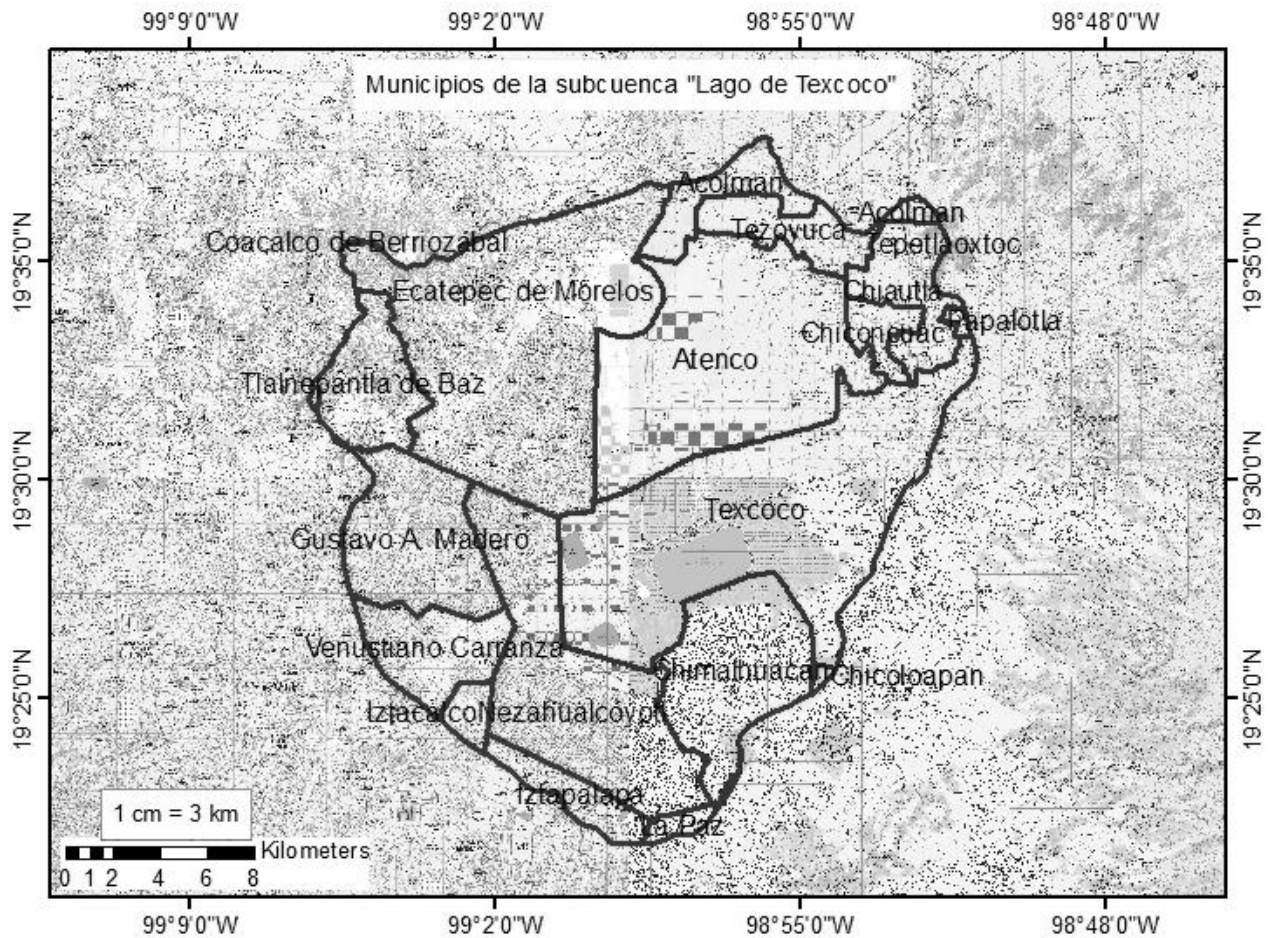 99°9'0"W 99°2'0"W 98°55'0"W 98°48'0"W
Municipios de la subcuenca "Lago de Texcoco"
Acolman
Acolman
Tezoyuca
Coacalco de Berriozábal
Tepetlaoxtoc
19°35'0"N
19°35'0"N
Ecatepec de Morelos
Chiautla
Papalotla
Chiconcuac
Atenco
Tlalnepantla de Baz
19°30'0"N
19°30'0"N
Texcoco
Gustavo A. Madero
Venustiano Carranza
Chimalhuacan
Chicoloapan
19°25'0"N
19°25'0"N
Iztacalco
Nezahualcoyotl
Iztapalapa
La Paz
1 cm = 3 km
Kilometers
0 1 2 4 6 8
99°9'0"W 99°2'0"W 98°55'0"W 98°48'0"W